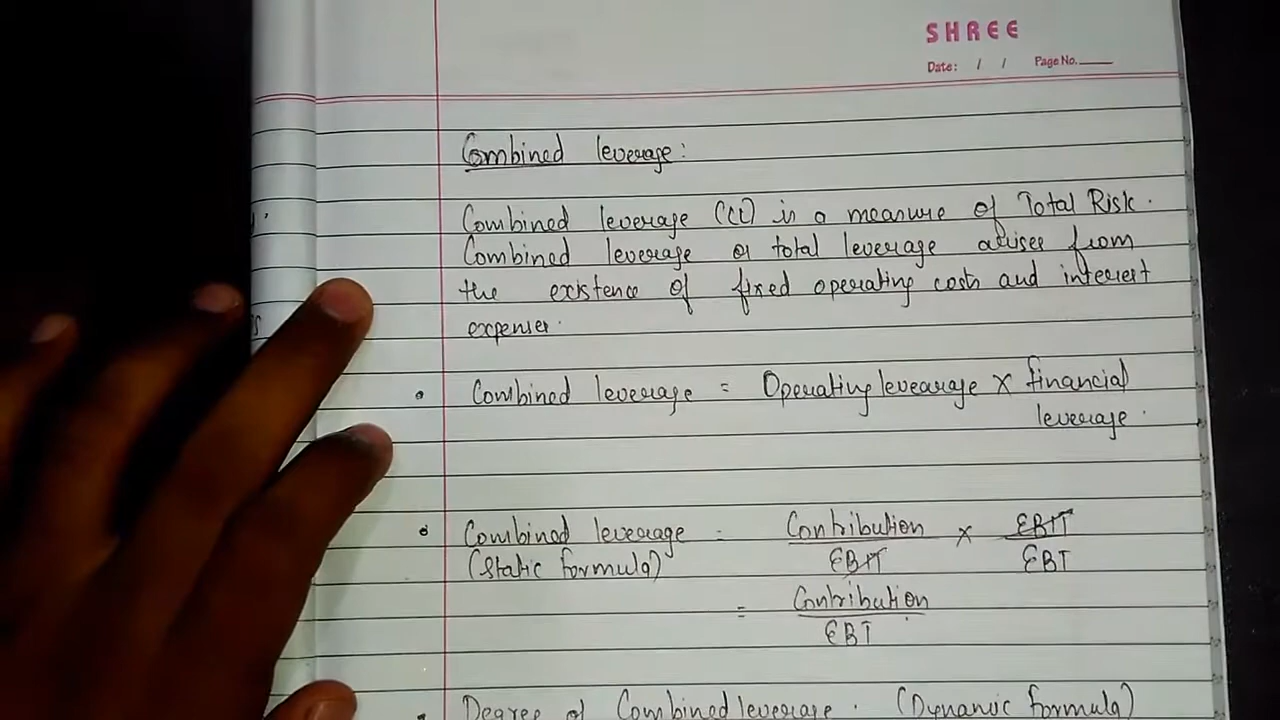 SHREE
Date: / / Page No.
Combined leverage:
Combined leverage (CL) is a measure of Total Risk.
Combined leverage or total leverage arises from
the existence of fixed operating costs and interest
expenses.
Combined leverage = Operating levearage × financial
leverage.
Combined leverage = Contribution × EBIT
(Static formula) EBIT EBT
= Contribution
EBT
Degree of Combined leverage. (Dynamic formula)